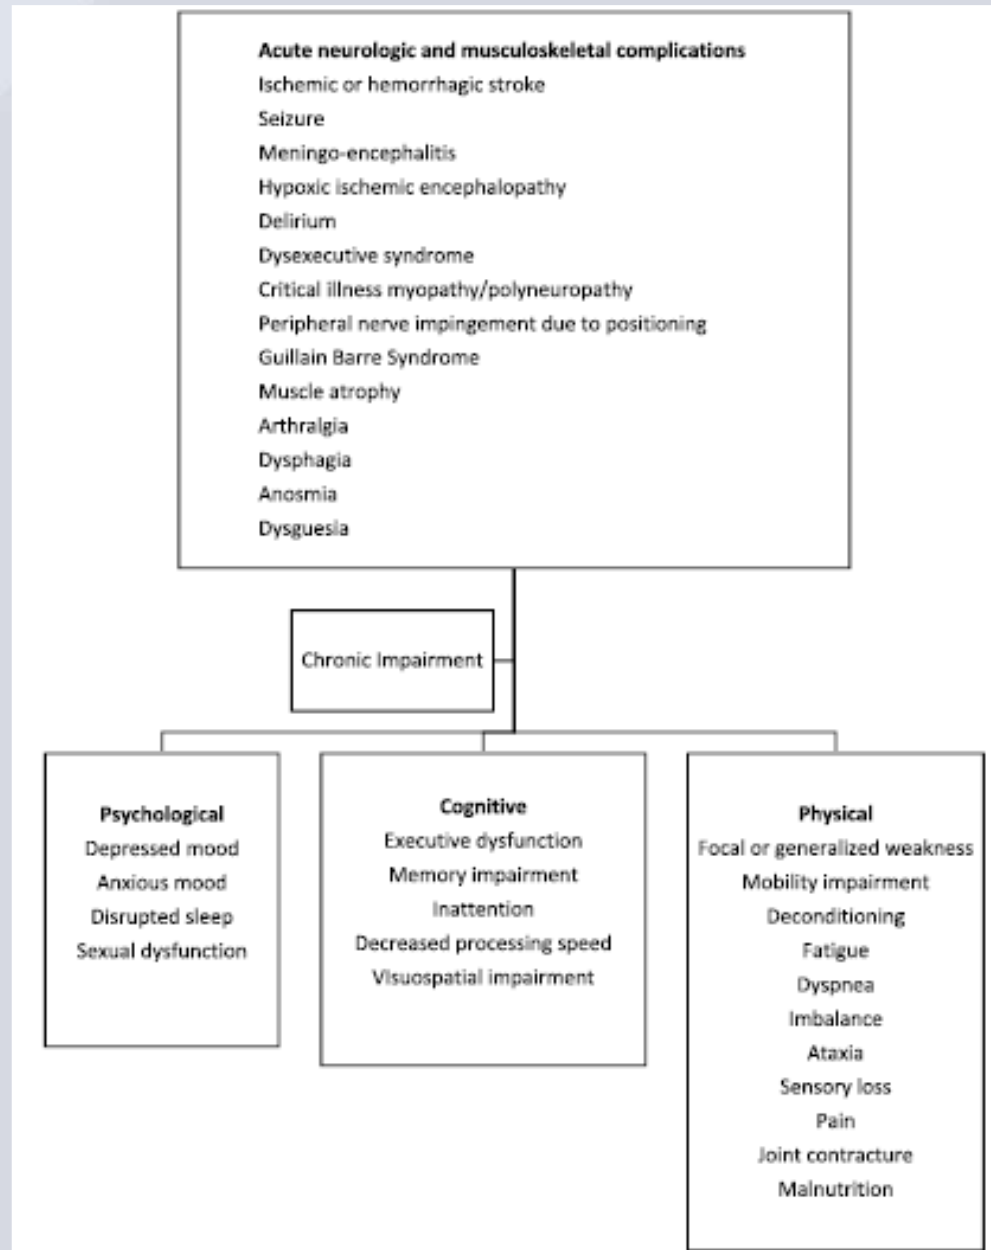 Acute neurologic and musculoskeletal complications
Ischemic or hemorrhagic stroke
Seizure
Meningo-encephalitis
Hypoxic ischemic encephalopathy
Delirium
Dysexecutive syndrome
Critical illness myopathy/polyneuropathy
Peripheral nerve impingement due to positioning
Guillain Barre Syndrome
Muscle atrophy
Arthralgia
Dysphagia
Anosmia
Dysguesia
Chronic Impairment
Psychological
Depressed mood
Anxious mood
Disrupted sleep
Sexual dysfunction
Cognitive
Executive dysfunction
Memory impairment
Inattention
Decreased processing speed
Visuospatial impairment
Physical
Focal or generalized weakness
Mobility impairment
Deconditioning
Fatigue
Dyspnea
Imbalance
Ataxia
Sensory loss
Pain
Joint contracture
Malnutrition